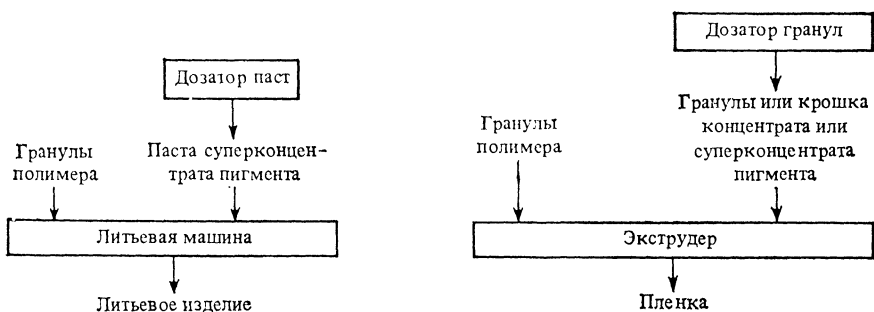 Дозатор паст
Гранулы
полимера
Паста суперконцен-
трата пигмента
Литьевая машина
Литьевое изделие
Дозатор гранул
Гранулы
полимера
Гранулы или крошка
концентрата или
суперконцентрата
пигмента
Экструдер
Пленка